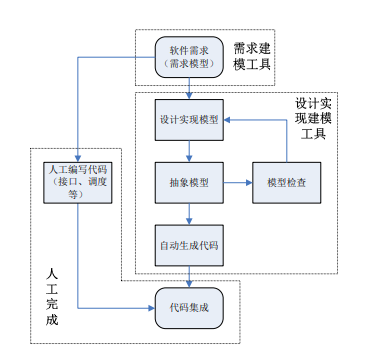 软件需求
（需求模型）
需求建
模工具
设计实现模型
设计实
现建模
工具
人工编写代码
（接口、调度
等）
抽象模型
模型检查
自动生成代码
人
工
完
成
代码集成